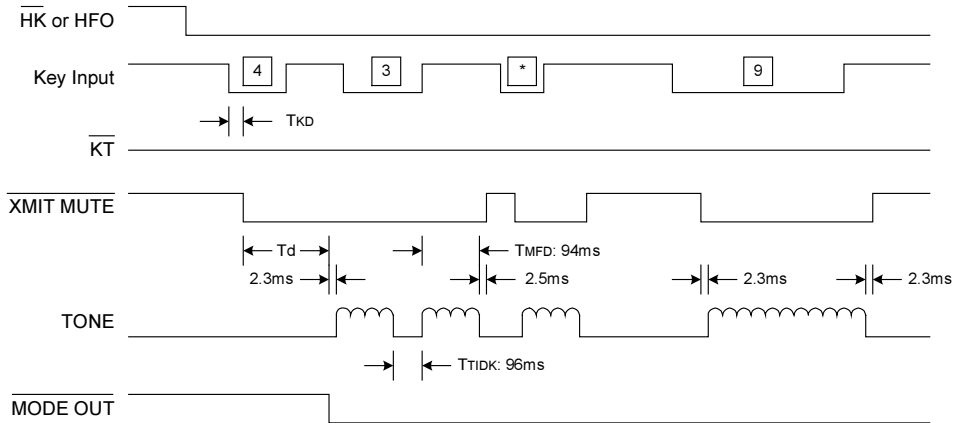 HK or HFO
Key Input
4
3
*
9
TKD
KT
XMIT MUTE
Td
TMFD: 94ms
2.3ms
2.5ms
2.3ms
2.3ms
TONE
TTIDK: 96ms
MODE OUT